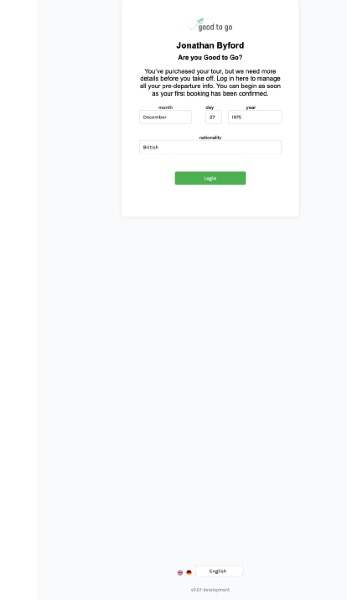 good to go
Jonathan Byford
Are you Good to Go?
You've purchased your tour, but we need more
details before you take off. Log in here to manage
all your pre-departure info. You can begin as soon
as your first booking has been confirmed.
month day year
December 27 1975
nationality
British
Login
English
v3.0.1-development